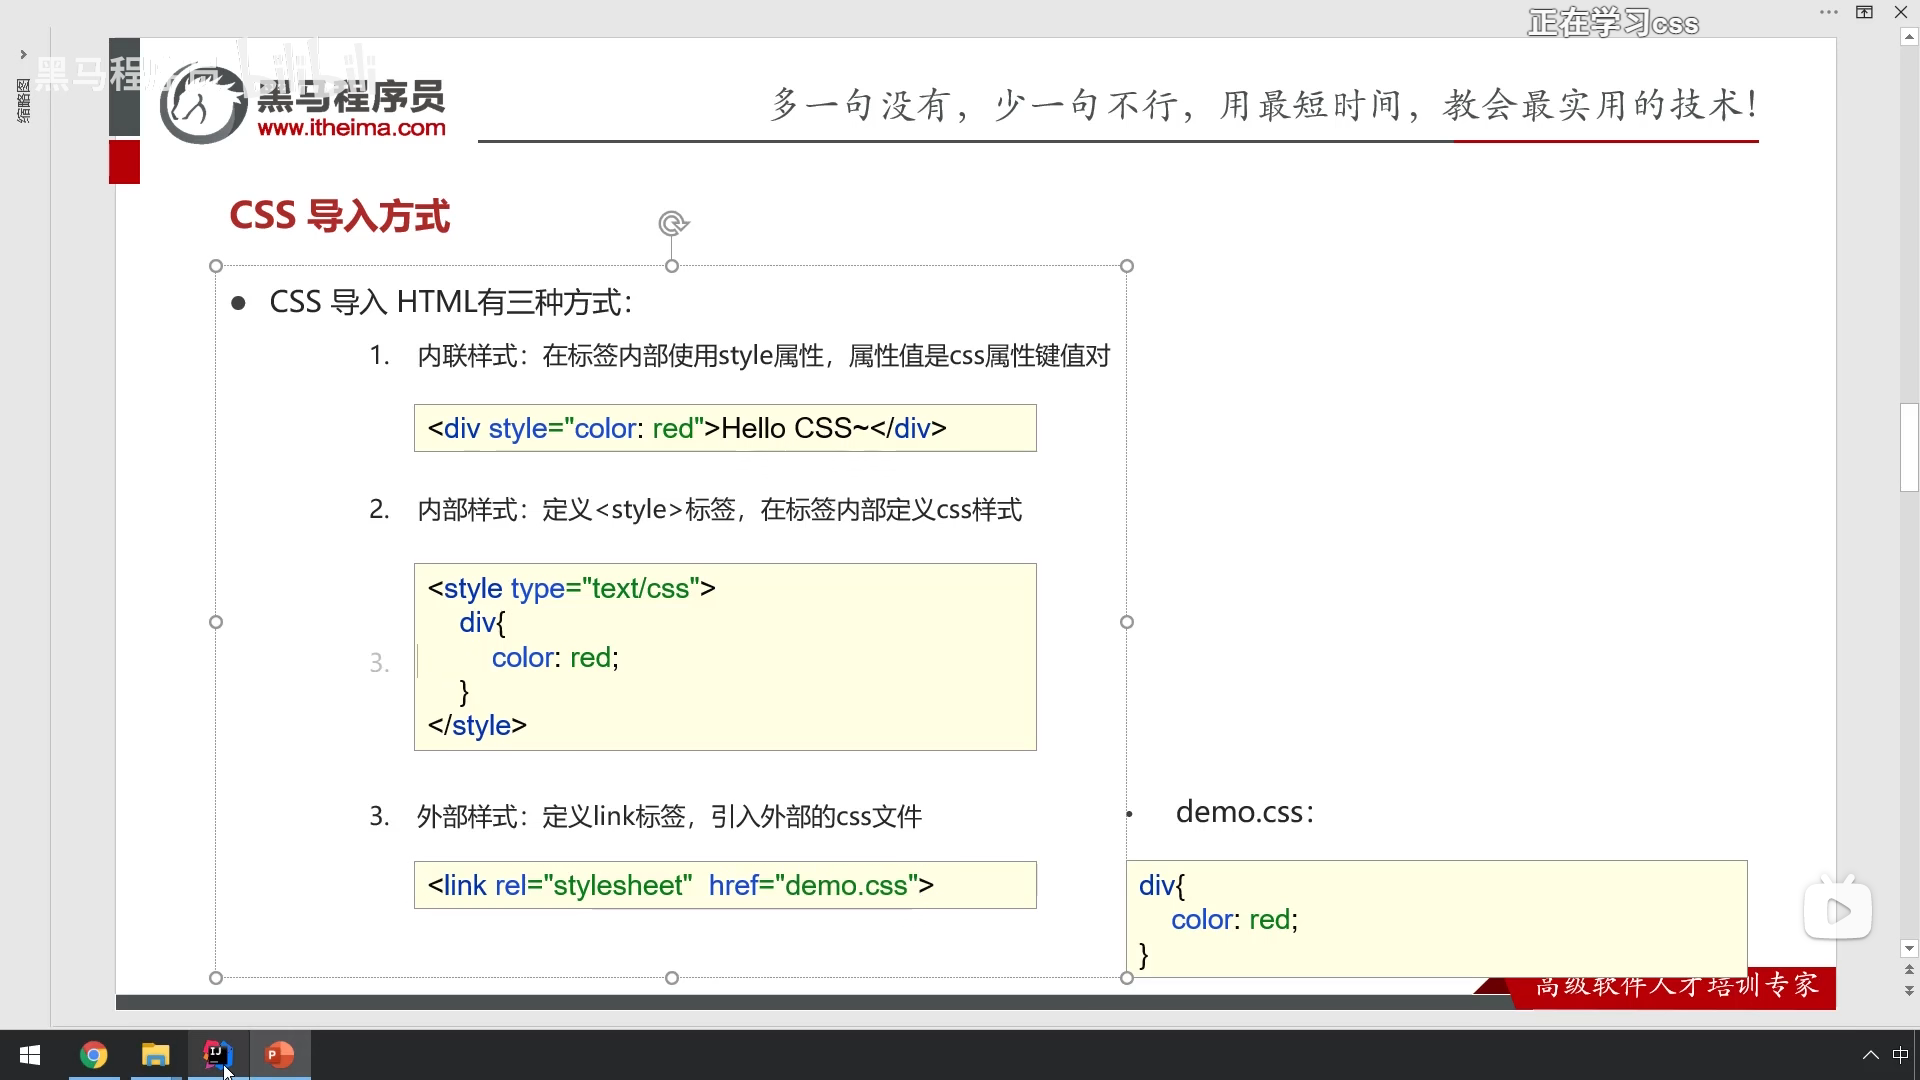 正在学习css
缩略图
黑马程序员
黑马程序员
www.itheima.com
多一句没有，少一句不行，用最短时间，教会最实用的技术！
CSS 导入方式
● CSS 导入 HTML有三种方式：
1. 内联样式：在标签内部使用style属性，属性值是css属性键值对
<div style="color: red">Hello CSS~</div>
2. 内部样式：定义<style>标签，在标签内部定义css样式
<style type="text/css">
div{
3.
color: red;
}
</style>
3. 外部样式：定义link标签，引入外部的css文件
<link rel="stylesheet" href="demo.css">
• demo.css：
div{
color: red;
}
高级软件人才培训专家
中